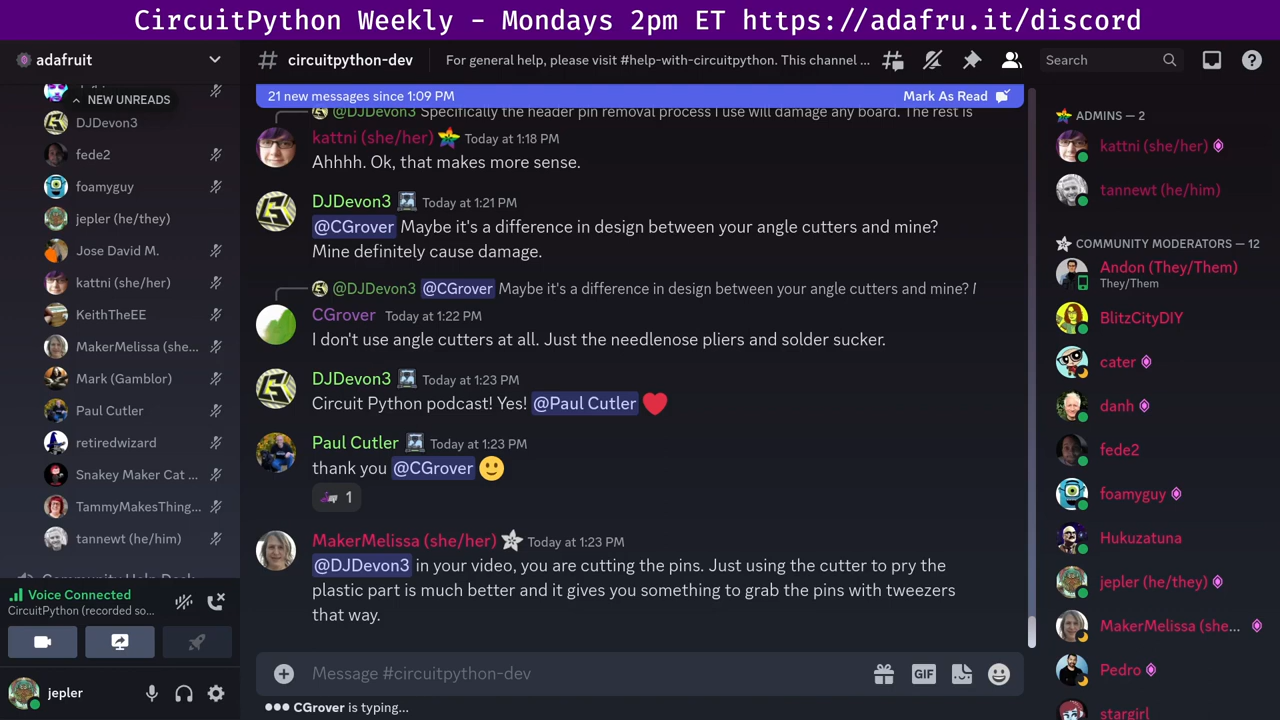 CircuitPython Weekly - Mondays 2pm ET https://adafru.it/discord
adafruit
NEW UNREADS
DJDevon3
fede2
foamyguy
jepler (he/they)
Jose David M.
kattni (she/her)
KeithTheEE
MakerMelissa (she...
Mark (Gamblor)
Paul Cutler
retiredwizard
Snakey Maker Cat ...
TammyMakesThing...
tannewt (he/him)
Community Help Desk
Voice Connected
CircuitPython (recorded so...
jepler
circuitpython-dev
For general help, please visit #help-with-circuitpython. This channel ...
Search
21 new messages since 1:09 PM
Mark As Read
@DJDevon3 Specifically the header pin removal process I use will damage any board. The rest is
kattni (she/her) Today at 1:18 PM
Ahhhh. Ok, that makes more sense.
DJDevon3 Today at 1:21 PM
@CGrover Maybe it's a difference in design between your angle cutters and mine?
Mine definitely cause damage.
@DJDevon3 @CGrover Maybe it's a difference in design between your angle cutters and mine?
CGrover Today at 1:22 PM
I don't use angle cutters at all. Just the needlenose pliers and solder sucker.
DJDevon3 Today at 1:23 PM
Circuit Python podcast! Yes! @Paul Cutler ❤️
Paul Cutler Today at 1:23 PM
thank you @CGrover 🙂
1
MakerMelissa (she/her) Today at 1:23 PM
@DJDevon3 in your video, you are cutting the pins. Just using the cutter to pry the
plastic part is much better and it gives you something to grab the pins with tweezers
that way.
Message #circuitpython-dev
GIF
CGrover is typing...
ADMINS — 2
kattni (she/her)
tannewt (he/him)
COMMUNITY MODERATORS — 12
Andon (They/Them)
They/Them
BlitzCityDIY
cater
danh
fede2
foamyguy
Hukuzatuna
jepler (he/they)
MakerMelissa (she...
Pedro
stargirl